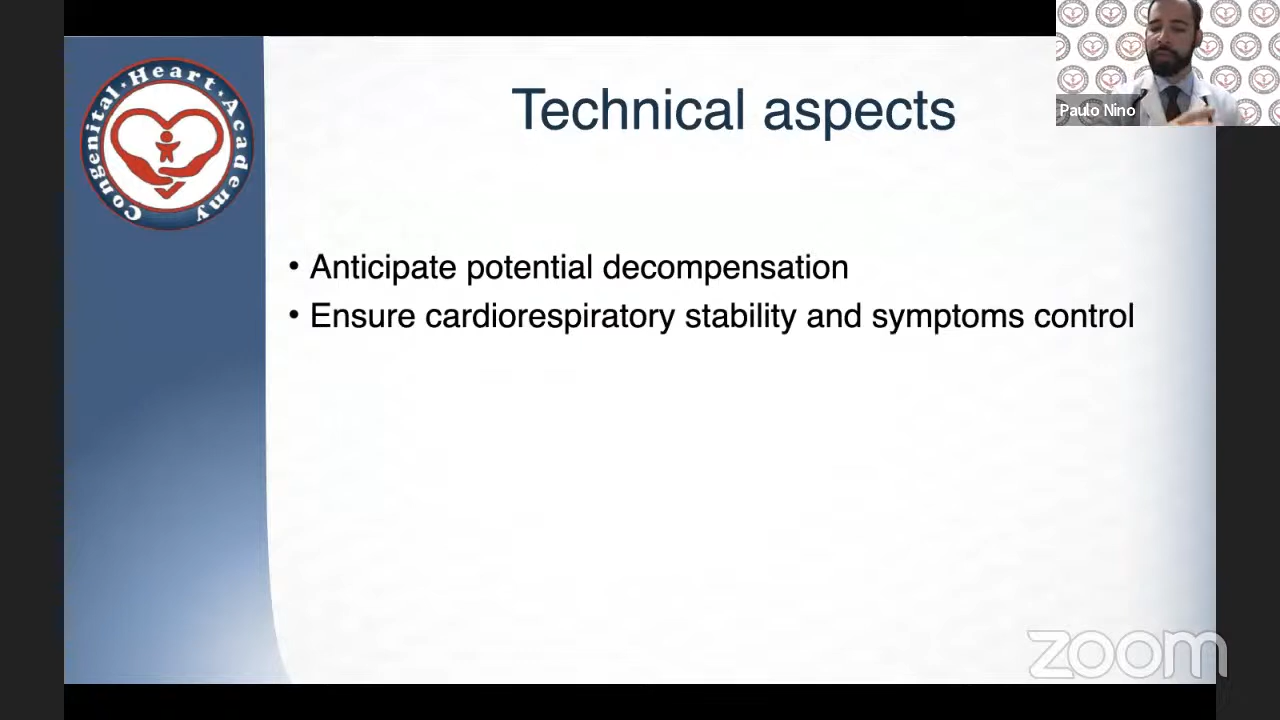 Congenital · Heart · Academy
Technical aspects
Paulo Nino
• Anticipate potential decompensation
• Ensure cardiorespiratory stability and symptoms control
zoom